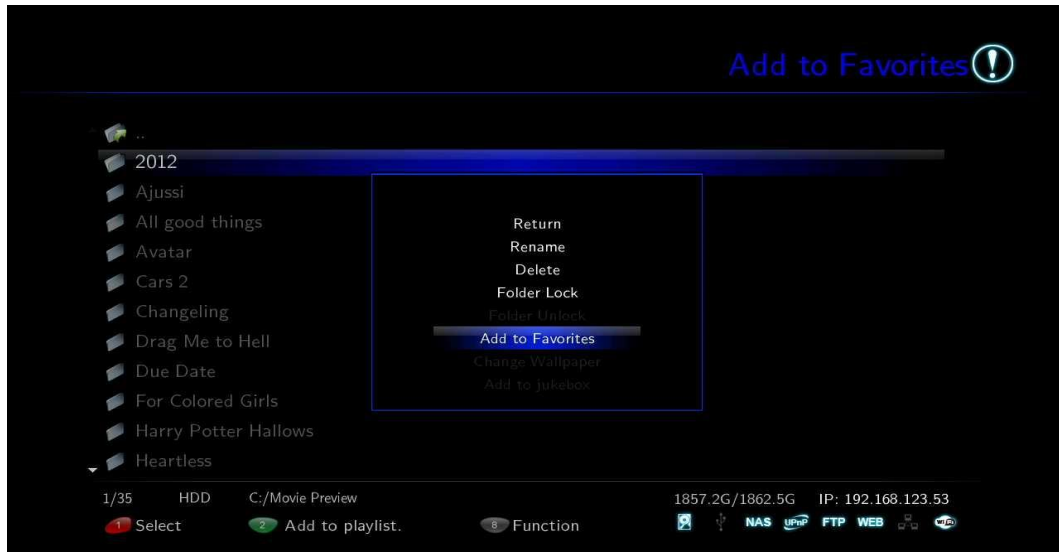 Add to Favorites
..
2012
Ajussi
All good things
Avatar
Cars 2
Changeling
Drag Me to Hell
Due Date
For Colored Girls
Harry Potter Hallows
Heartless
Return
Rename
Delete
Folder Lock
Folder Unlock
Add to Favorites
Change Wallpaper
Add to jukebox
1/35 HDD C:/Movie Preview 1857.2G/1862.5G IP: 192.168.123.53
1 Select 2 Add to playlist. 8 Function NAS UPnP FTP WEB WiFi